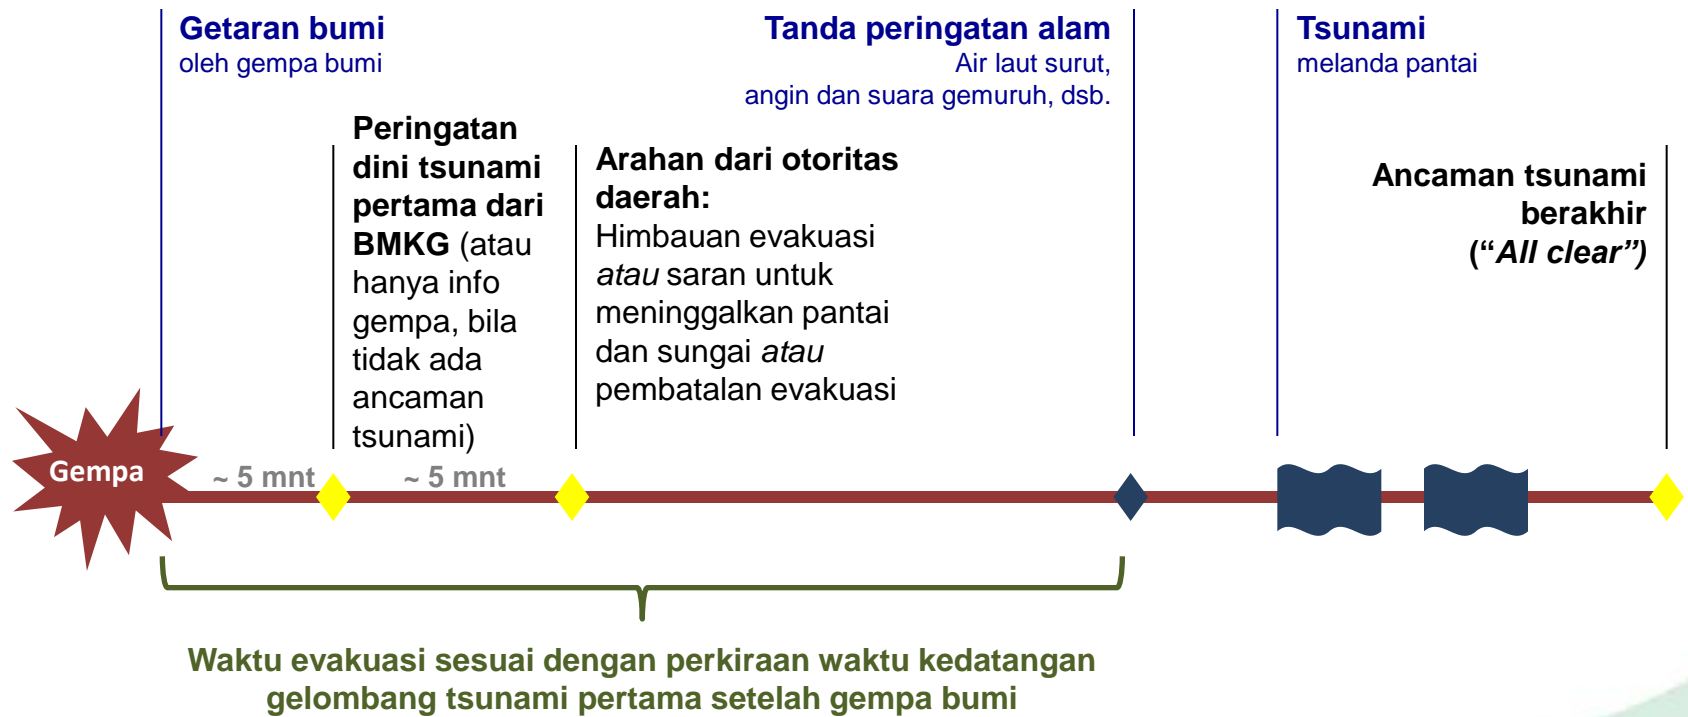 Getaran bumi
oleh gempa bumi
Tanda peringatan alam
Air laut surut,
angin dan suara gemuruh, dsb.
Tsunami
melanda pantai
Peringatan
dini tsunami
pertama dari
BMKG (atau
hanya info
gempa, bila
tidak ada
ancaman
tsunami)
Arahan dari otoritas
daerah:
Himbauan evakuasi
atau saran untuk
meninggalkan pantai
dan sungai atau
pembatalan evakuasi
Ancaman tsunami
berakhir
(“All clear”)
Gempa
~ 5 mnt
~ 5 mnt
Waktu evakuasi sesuai dengan perkiraan waktu kedatangan
gelombang tsunami pertama setelah gempa bumi